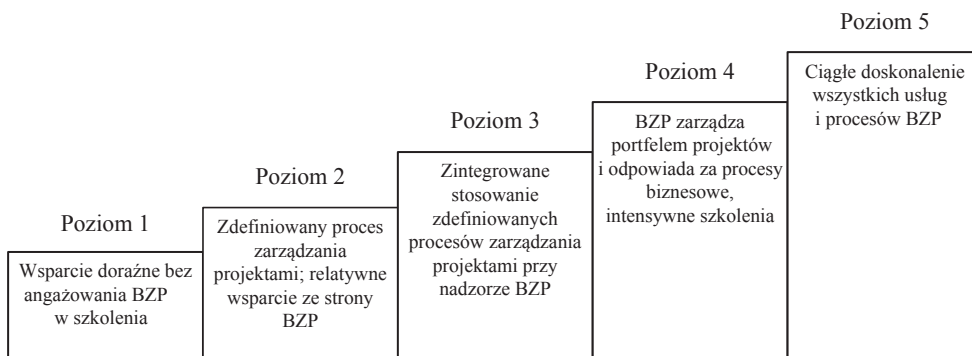 Poziom 1
Wsparcie doraźne bez
angażowania BZP
w szkolenia
Poziom 2
Zdefiniowany proces
zarządzania
projektami; relatywne
wsparcie ze strony
BZP
Poziom 3
Zintegrowane
stosowanie
zdefiniowanych
procesów zarządzania
projektami przy
nadzorze BZP
Poziom 4
BZP zarządza
portfelem projektów
i odpowiada za procesy
biznesowe,
intensywne szkolenia
Poziom 5
Ciągłe doskonalenie
wszystkich usług
i procesów BZP